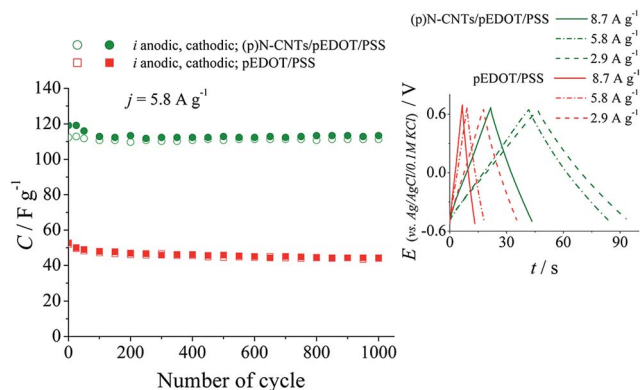 i anodic, cathodic; (p)N-CNTs/pEDOT/PSS
i anodic, cathodic; pEDOT/PSS
j = 5.8 A g⁻¹
C / F g⁻¹
140
120
100
80
60
40
20
0
0 200 400 600 800 1000
Number of cycle
(p)N-CNTs/pEDOT/PSS 8.7 A g⁻¹
5.8 A g⁻¹
2.9 A g⁻¹
pEDOT/PSS 8.7 A g⁻¹
5.8 A g⁻¹
2.9 A g⁻¹
E (vs. Ag/AgCl/0.1M KCl) / V
0.6
0.0
-0.6
0 30 60 90
t / s